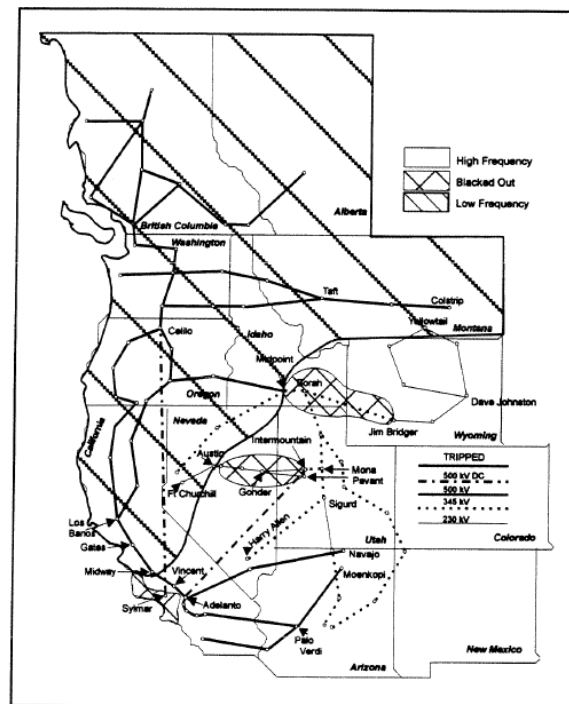 High Frequency
Blacked Out
Low Frequency
Alberta
British Columbie
Washington
Taft
Colstrip
Yellowtail
Montana
Celilo
Idaho
Midpoint
Borah
Oregon
Dave Johnston
Nevada
Jim Bridger
Wyoming
California
Austin
Intermountain
Mona
Pavant
Ft Churchill
Gonder
Sigurd
TRIPPED
500 kV DC
500 kV
345 kV
230 kV
Los
Banos
Gates
Harry Allen
Utah
Colorado
Navajo
Midway
Vincent
Moenkopi
Sylmar
Adelanto
Palo
Verdi
New Mexico
Arizona